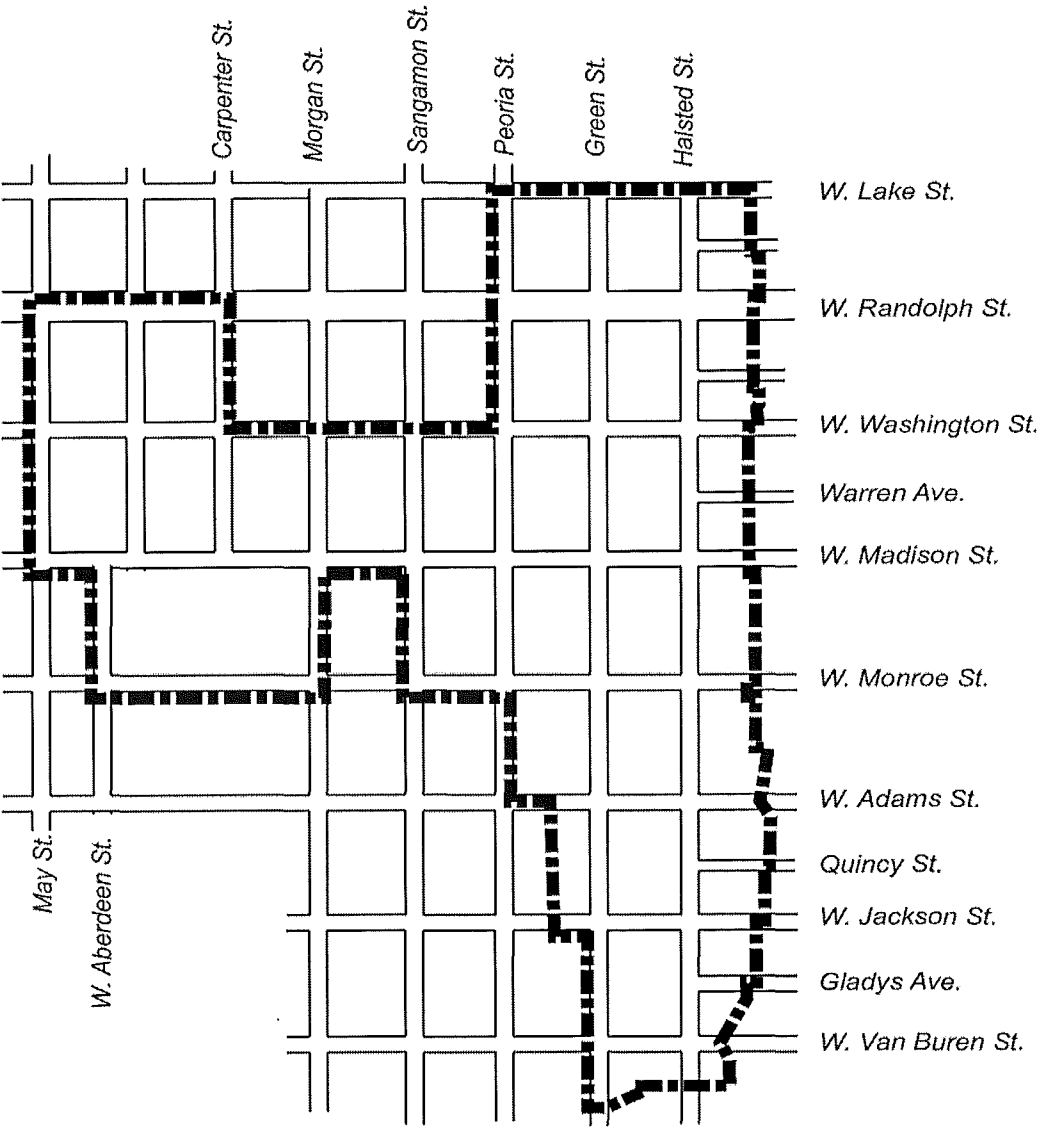 Carpenter St.
Morgan St.
Sangamon St.
Peoria St.
Green St.
Halsted St.
W. Lake St.
W. Randolph St.
W. Washington St.
Warren Ave.
W. Madison St.
W. Monroe St.
W. Adams St.
May St.
W. Aberdeen St.
Quincy St.
W. Jackson St.
Gladys Ave.
W. Van Buren St.